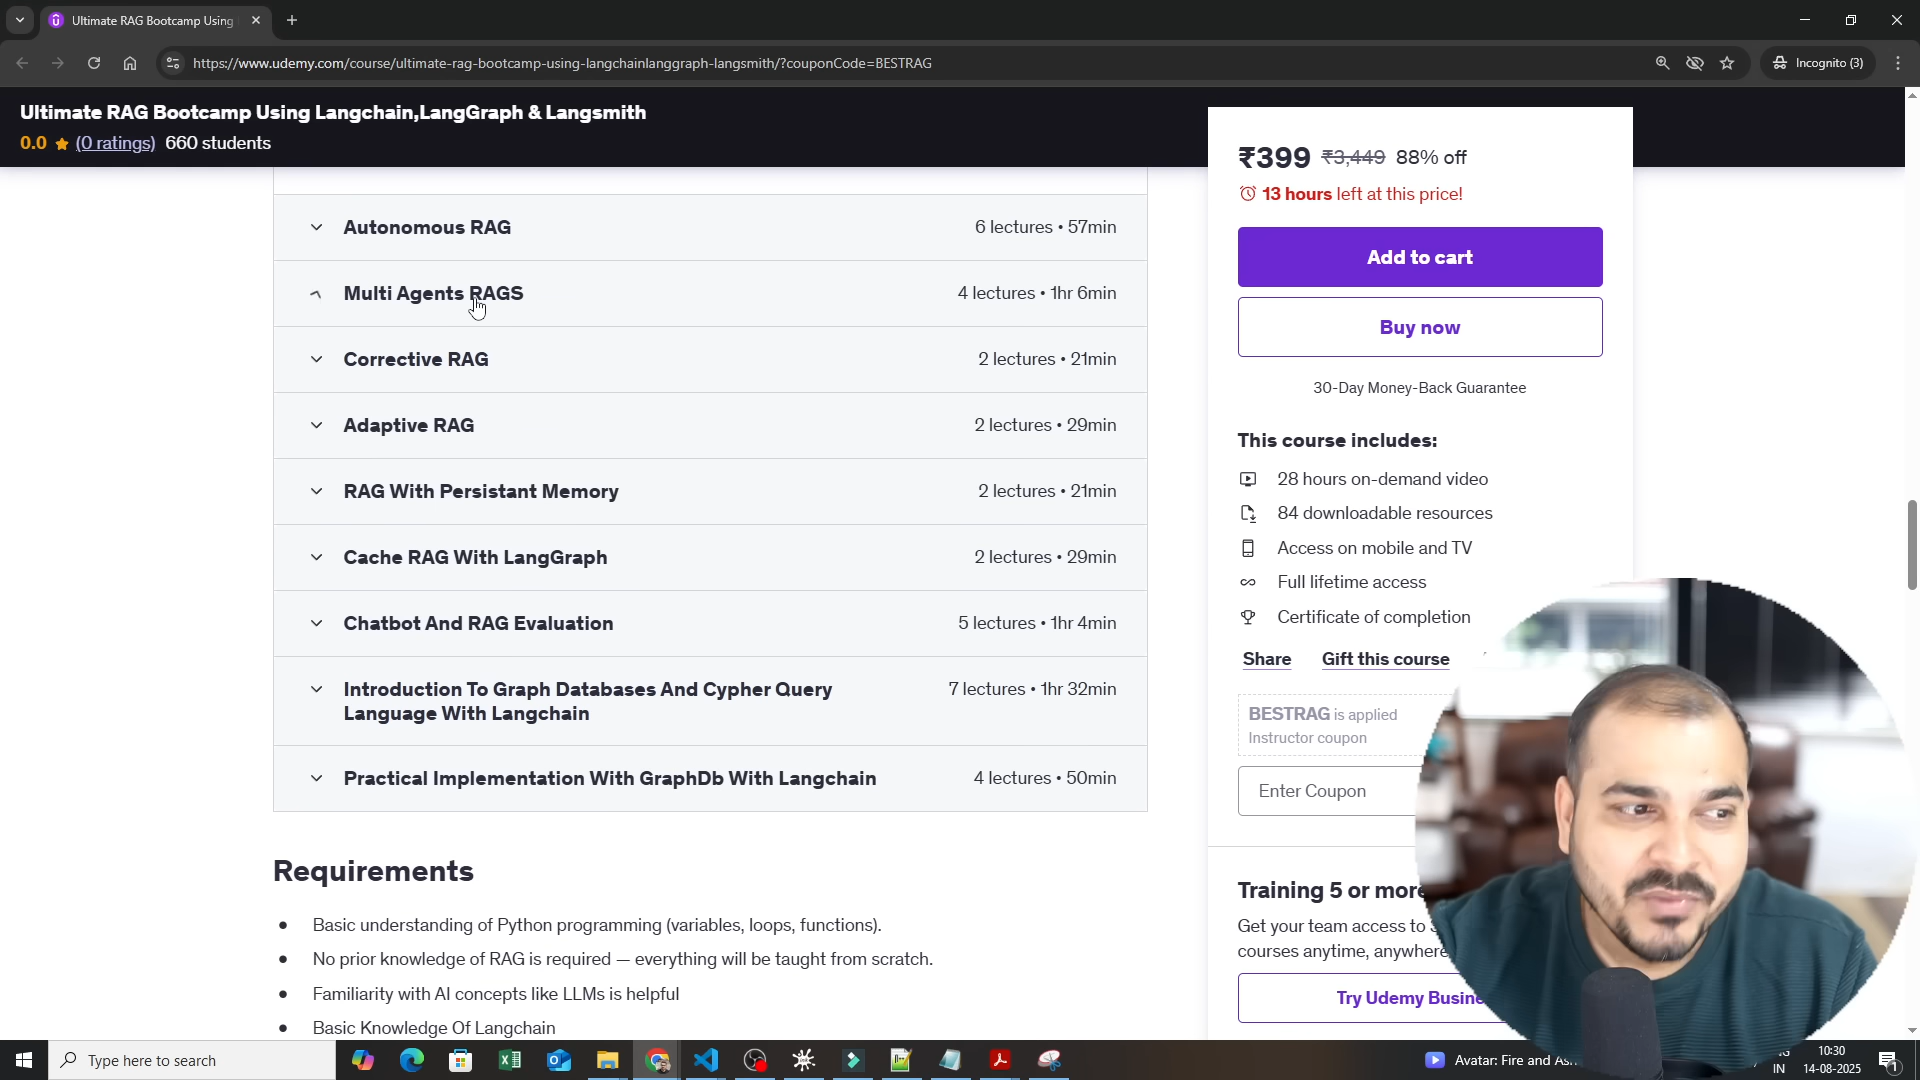 Ultimate RAG Bootcamp Using
https://www.udemy.com/course/ultimate-rag-bootcamp-using-langchainlanggraph-langsmith/?couponCode=BESTRAG
Incognito (3)
Ultimate RAG Bootcamp Using Langchain,LangGraph & Langsmith
0.0 ★ (0 ratings) 660 students
Autonomous RAG 6 lectures • 57min
Multi Agents RAGS 4 lectures • 1hr 6min
Corrective RAG 2 lectures • 21min
Adaptive RAG 2 lectures • 29min
RAG With Persistant Memory 2 lectures • 21min
Cache RAG With LangGraph 2 lectures • 29min
Chatbot And RAG Evaluation 5 lectures • 1hr 4min
Introduction To Graph Databases And Cypher Query 7 lectures • 1hr 32min
Language With Langchain
Practical Implementation With GraphDb With Langchain 4 lectures • 50min
Requirements
• Basic understanding of Python programming (variables, loops, functions).
• No prior knowledge of RAG is required — everything will be taught from scratch.
• Familiarity with AI concepts like LLMs is helpful
• Basic Knowledge Of Langchain
₹399 ₹3,449 88% off
13 hours left at this price!
Add to cart
Buy now
30-Day Money-Back Guarantee
This course includes:
28 hours on-demand video
84 downloadable resources
Access on mobile and TV
Full lifetime access
Certificate of completion
Share Gift this course
BESTRAG is applied
Instructor coupon
Enter Coupon
Training 5 or more
Get your team access to
courses anytime, anywhere
Try Udemy
Type here to search
Avatar: Fire and
10:30
IN 14-08-2025
1